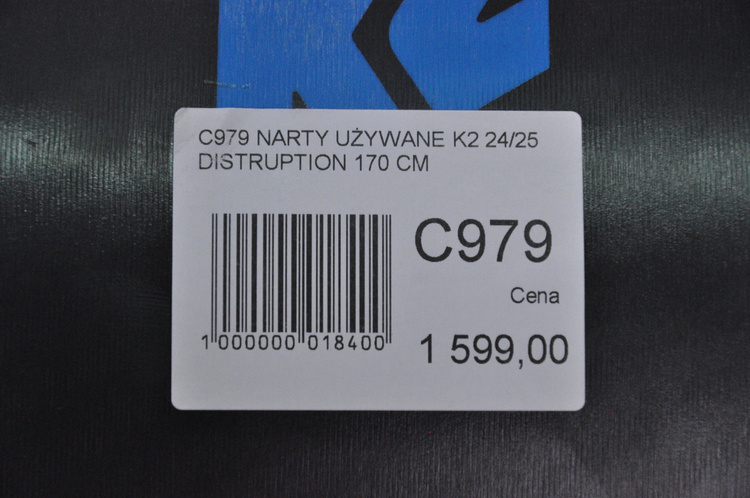 C979 NARTY UŻYWANE K2 24/25
DISTRUPTION 170 CM
C979
Cena
1 599,00
1 000000 018400